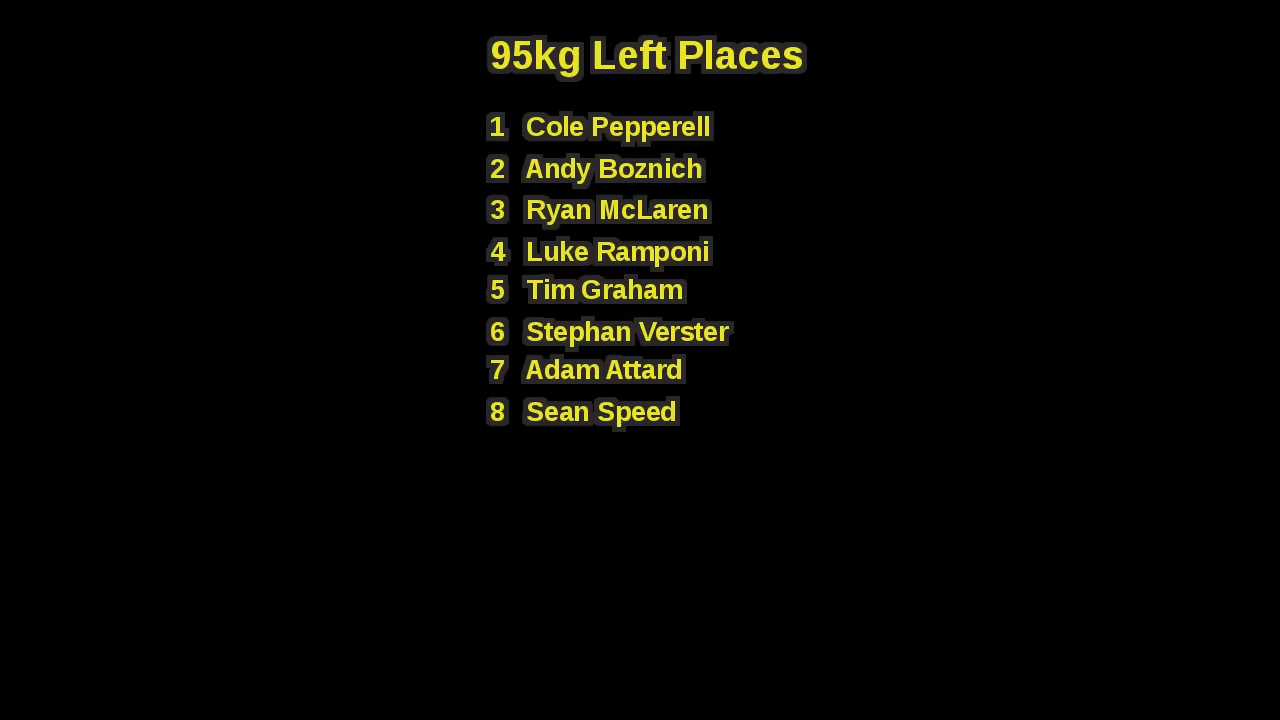 95kg Left Places
1 Cole Pepperell
2 Andy Boznich
3 Ryan McLaren
4 Luke Ramponi
5 Tim Graham
6 Stephan Verster
7 Adam Attard
8 Sean Speed